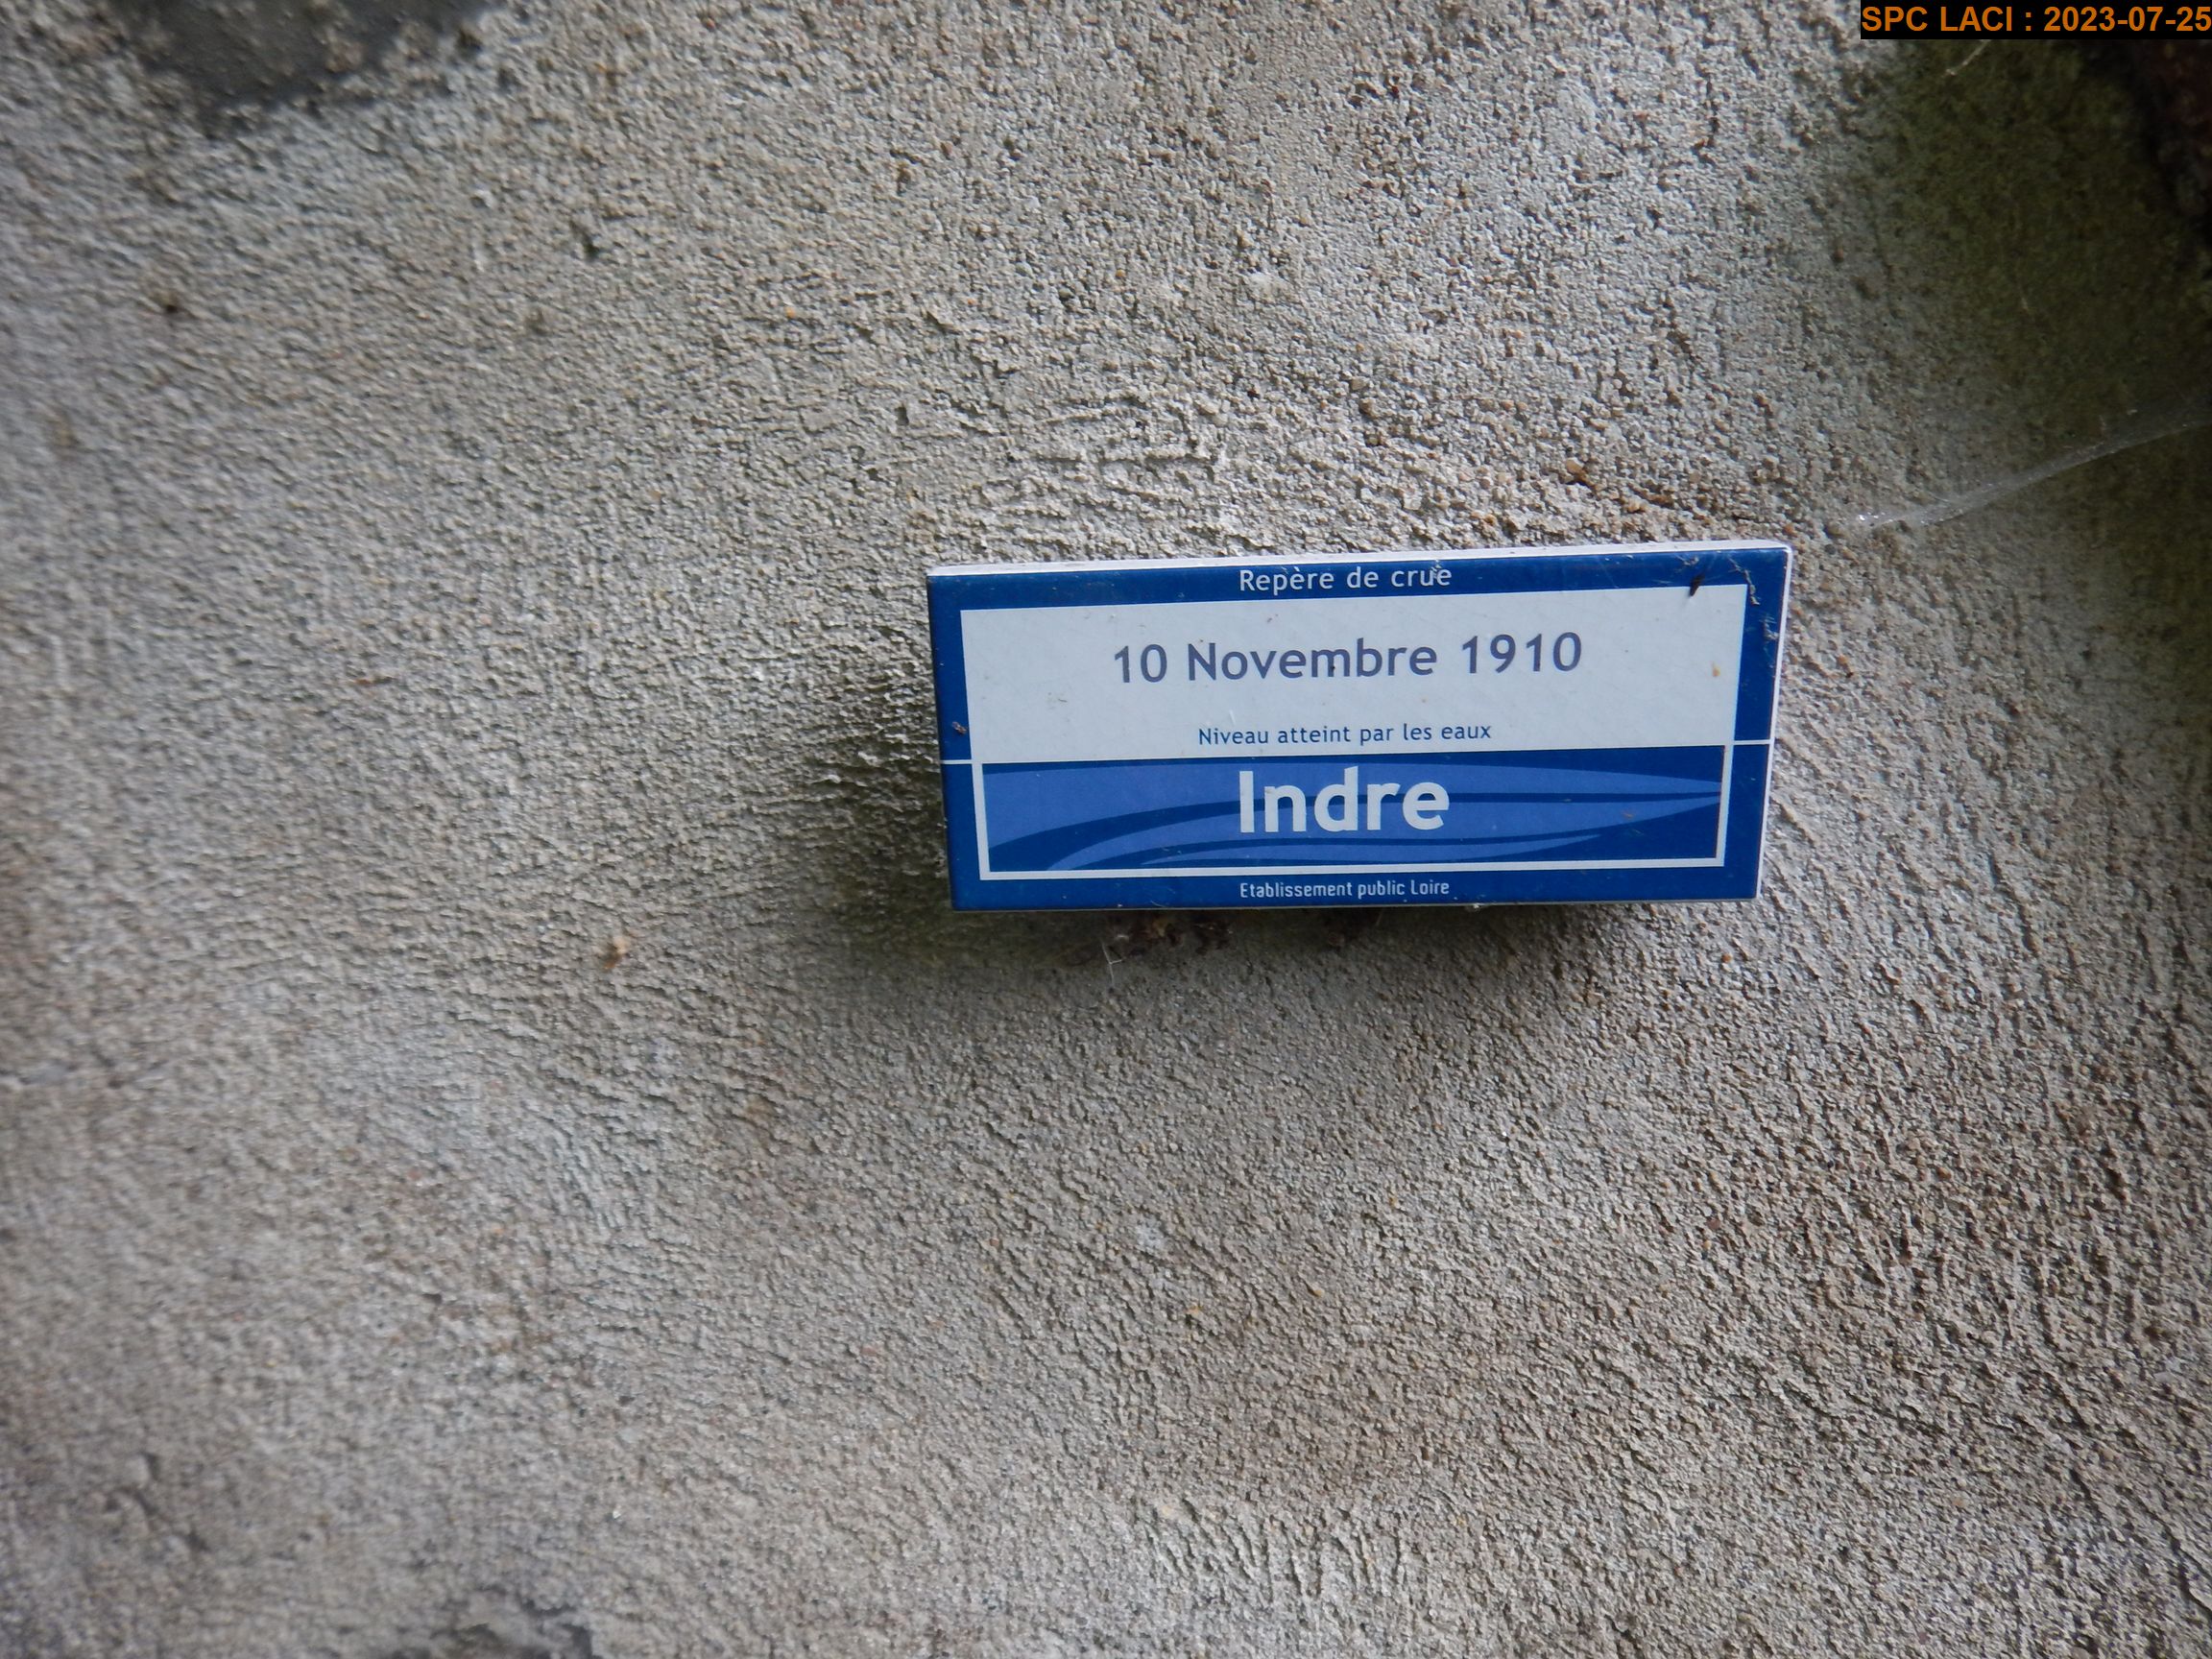 SPC LACI : 2023-07-25
Repère de crue
10 Novembre 1910
Niveau atteint par les eaux
Indre
Etablissement public Loire